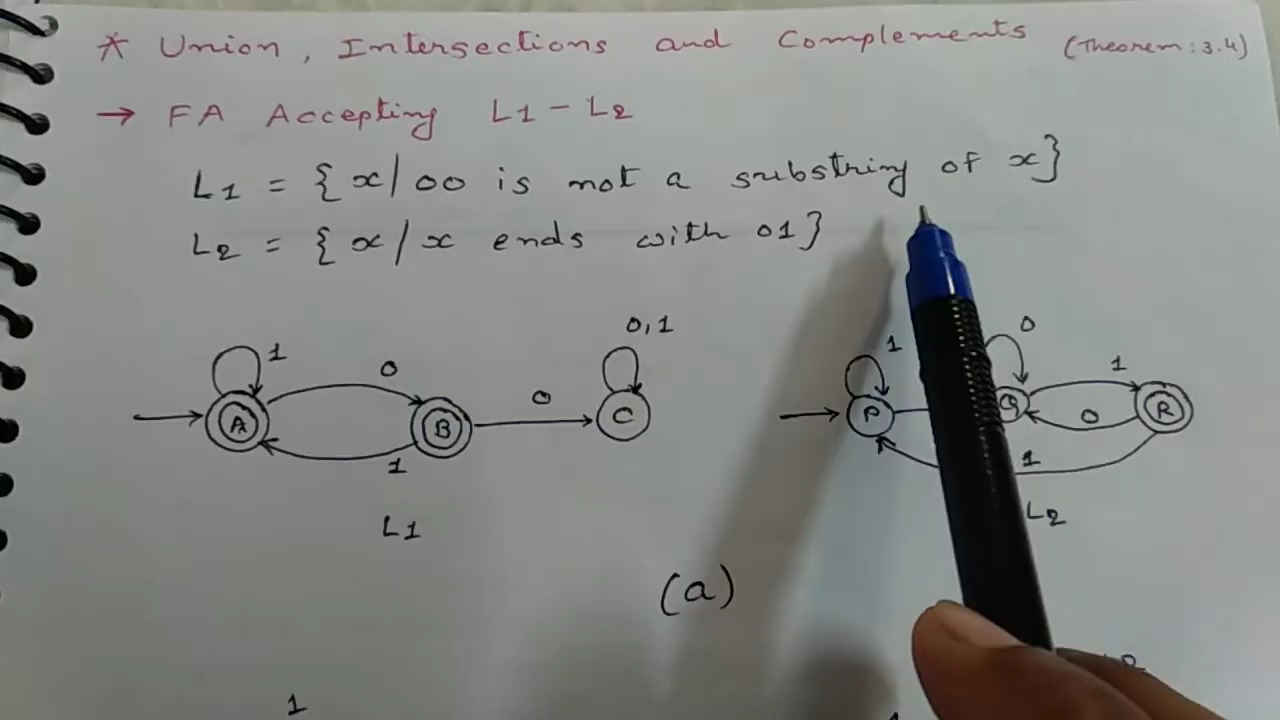 * Union, Intersections and Complements (Theorem: 3.4)
→ FA Accepting L1 - L2
L1 = {x/00 is not a substring of x}
L2 = {x/x ends with 01}
0,1
0
1 0 1 1
0
A B C P Q R
0
1 1
L1 L2
(a)
1